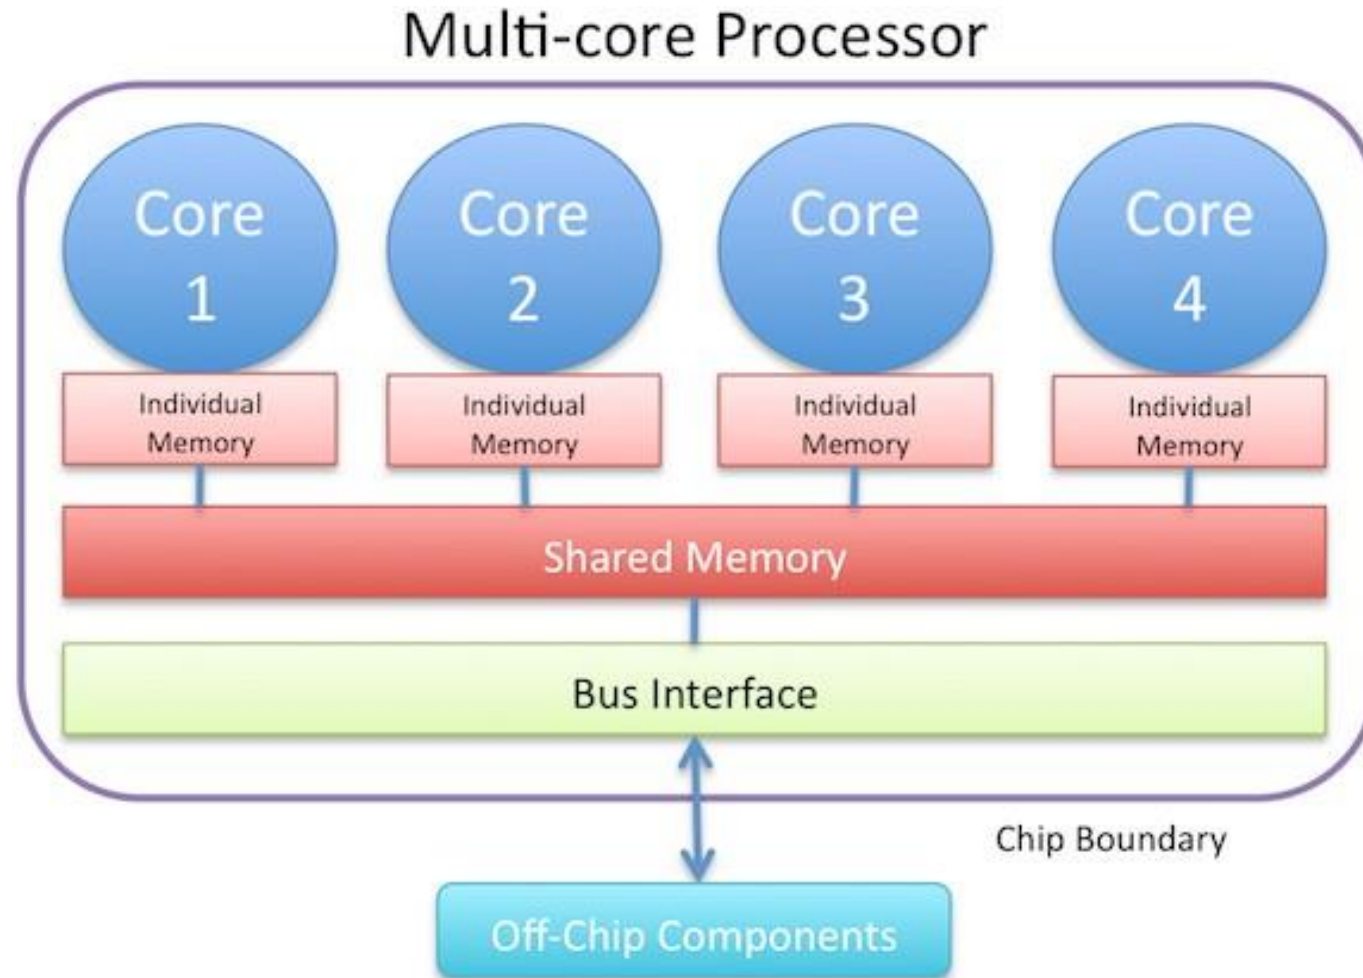 Multi-core Processor
Core
1
Core
2
Core
3
Core
4
Individual
Memory
Individual
Memory
Individual
Memory
Individual
Memory
Shared Memory
Bus Interface
Chip Boundary
Off-Chip Components